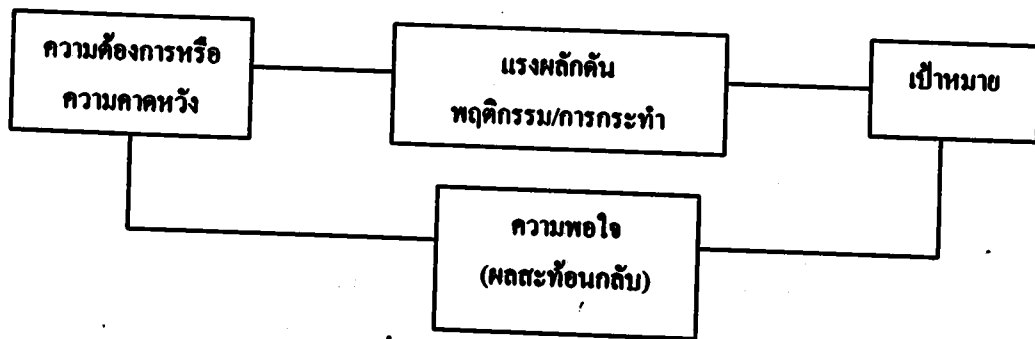 ความต้องการหรือ
ความคาดหวัง
แรงผลักดัน
พฤติกรรม/การกระทำ
เป้าหมาย
ความพอใจ
(ผลสะท้อนกลับ)